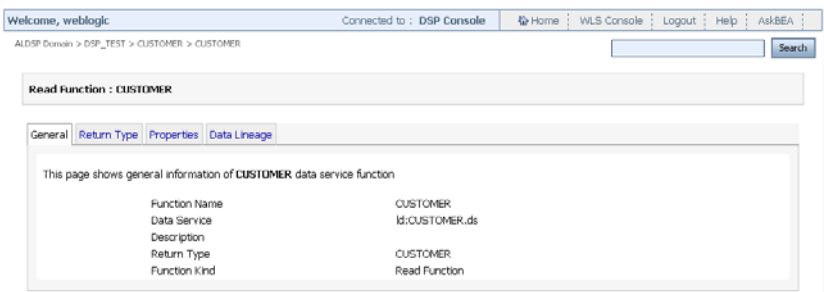 Welcome, weblogic Connected to : DSP Console Home WLS Console Logout Help AskBEA
ALDSP Domain > DSP_TEST > CUSTOMER > CUSTOMER
Search
Read Function : CUSTOMER
General Return Type Properties Data Lineage
This page shows general information of CUSTOMER data service function
Function Name CUSTOMER
Data Service ld:CUSTOMER.ds
Description
Return Type CUSTOMER
Function Kind Read Function